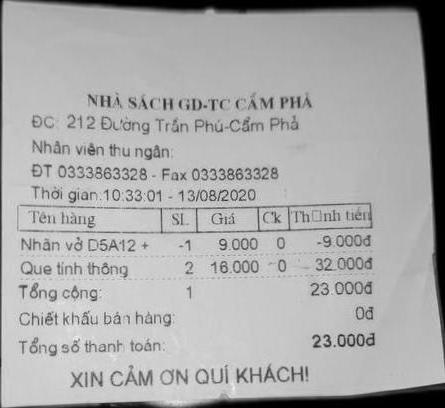 NHÀ SÁCH GD-TC CẨM PHẢ
ĐC: 212 Đường Trần Phú-Cẩm Phả
Nhân viên thu ngân:
ĐT 0333863328 - Fax 0333863328
Thời gian:10:33:01 - 13/08/2020
Tên hàng SL Giá Ck Th□nh tiền
Nhãn vở D5A12 + -1 9.000 0 -9.000đ
Que tính thông 2 16.000 0 32.000đ
Tổng cộng: 1 23.000đ
Chiết khấu bán hàng: 0đ
Tổng số thanh toán: 23.000đ
XIN CẢM ƠN QUÍ KHÁCH!